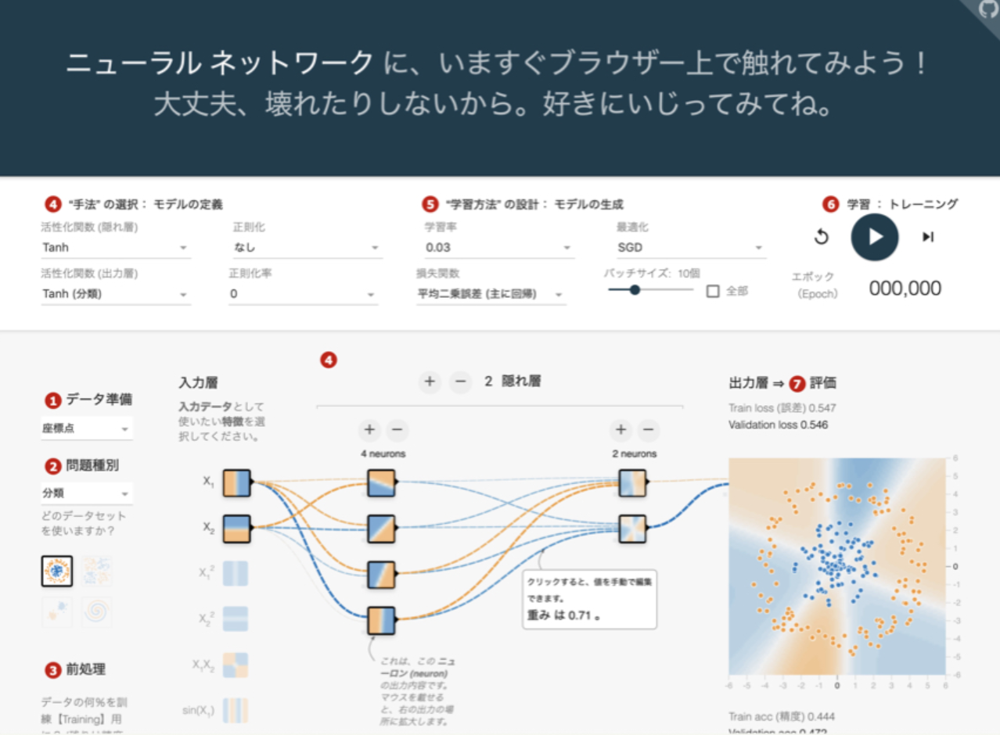 ニューラル ネットワーク に、いますぐブラウザー上で触れてみよう！
大丈夫、壊れたりしないから。好きにいじってみてね。
4 “手法” の選択： モデルの定義
活性化関数 (隠れ層)
Tanh
正則化
なし
活性化関数 (出力層)
Tanh (分類)
正則化率
0
5 “学習方法” の設計： モデルの生成
学習率
0.03
最適化
SGD
損失関数
平均二乗誤差 (主に回帰)
バッチサイズ: 10個
全部
6 学習 ： トレーニング
エポック
（Epoch）
000,000
1 データ準備
座標点
2 問題種別
分類
どのデータセット
を使いますか？
3 前処理
データの何％を訓
練【Training】用
入力層
入力データとして
使いたい特徴を選
択してください。
X₁
X₂
X₁²
X₂²
X₁X₂
sin(X₁)
4
+ − 2 隠れ層
+ −
4 neurons
+ −
2 neurons
クリックすると、値を手動で編集
できます。
重み は 0.71 。
これは、この ニュ
ーロン (neuron)
の出力内容です。
マウスを載せる
と、右の出力の場
所に拡大します。
出力層 ⇒ 7 評価
Train loss (誤差) 0.547
Validation loss 0.546
6
5
4
3
2
1
0
-1
-2
-3
-4
-5
-6
-6 -5 -4 -3 -2 -1 0 1 2 3 4 5 6
Train acc (精度) 0.444
Validation acc 0.472